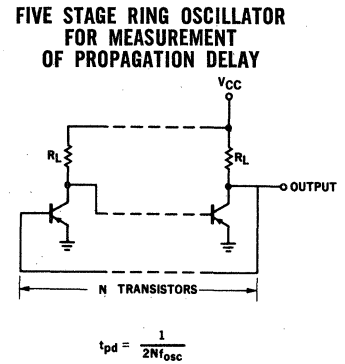 FIVE STAGE RING OSCILLATOR
FOR MEASUREMENT
OF PROPAGATION DELAY
VCC
RL
RL
OUTPUT
N TRANSISTORS
tpd = 1
2Nfosc